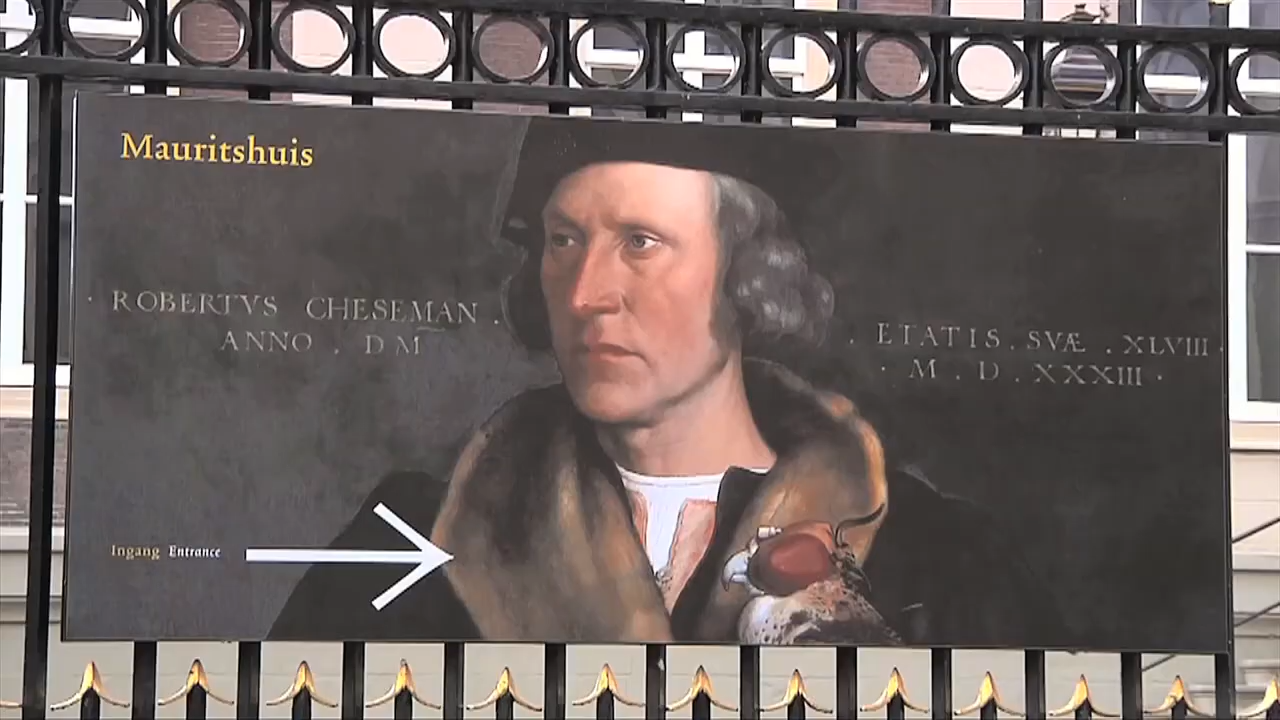 Mauritshuis
· ROBERTVS CHESEMAN .
ANNO . DM
. ETATIS . SVÆ . XLVIII ·
· M . D . XXXIII ·
Ingang Entrance